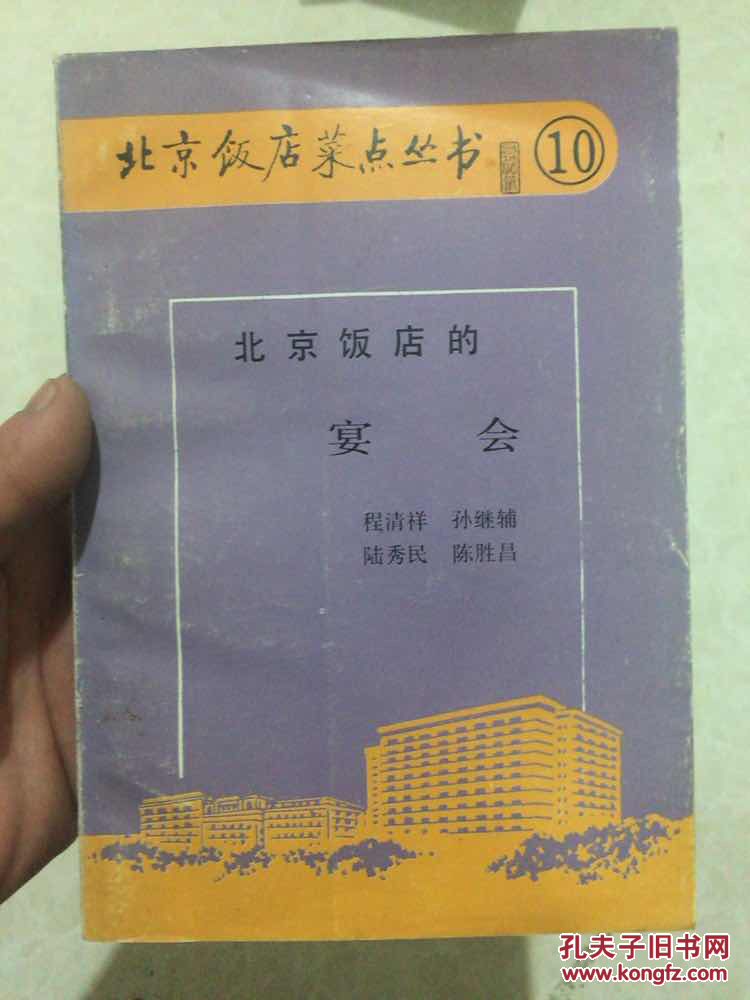 北京饭店菜点丛书 10
北京饭店的
宴会
程清祥 孙继辅
陆秀民 陈胜昌
孔夫子旧书网
www.kongfz.com